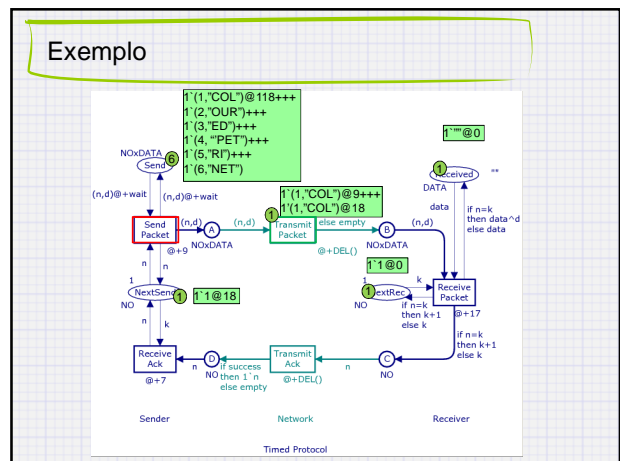 Exemplo
1`(1,"COL")@118+++
1`(2,"OUR")+++
1`(3,"ED")+++
1`(4, "'PET")+++
1`(5,"RI")+++
1`(6,"NET")
1`""@0
NOxDATA
Send
6
1
Received
""
DATA
(n,d)@+wait
(n,d)@+wait
1`(1,"COL")@9+++
1'(1,"COL")@18
data
if n=k
then data^d
else data
Send
Packet
(n,d)
A
(n,d)
1
Transmit
Packet
else empty
B
(n,d)
@+9
NOxDATA
@+DEL()
NOxDATA
n
n
1`1@0
1
NextSend
1
1`1@18
NO
1
1
NextRec
NO
k
if n=k
then k+1
else k
Receive
Packet
@+17
n
k
if n=k
then k+1
else k
Receive
Ack
n
D
if success
then 1`n
else empty
Transmit
Ack
n
C
@+7
NO
@+DEL()
NO
Sender
Network
Receiver
Timed Protocol